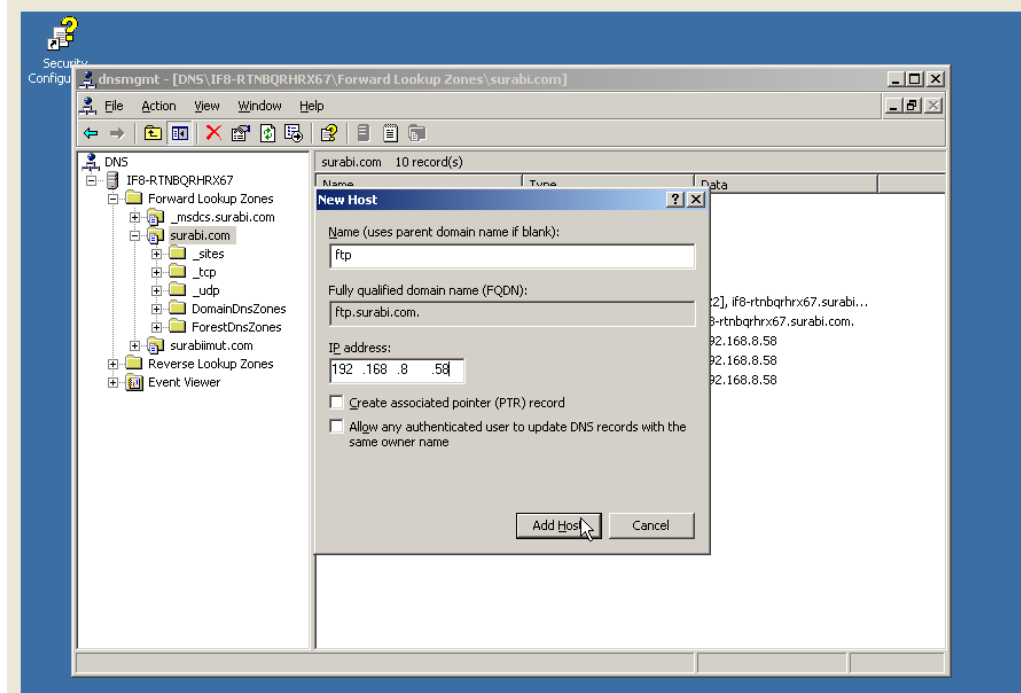 Security
Configu
dnsmgmt - [DNS\IF8-RTNBQRHRX67\Forward Lookup Zones\surabi.com]
File Action View Window Help
DNS
IF8-RTNBQRHRX67
Forward Lookup Zones
_msdcs.surabi.com
surabi.com
_sites
_tcp
_udp
DomainDnsZones
ForestDnsZones
surabiimut.com
Reverse Lookup Zones
Event Viewer
surabi.com 10 record(s)
Name Type Data
2], if8-rtnbqrhrx67.surabi...
8-rtnbqrhrx67.surabi.com.
92.168.8.58
92.168.8.58
92.168.8.58
New Host
Name (uses parent domain name if blank):
ftp
Fully qualified domain name (FQDN):
ftp.surabi.com.
IP address:
192 .168 .8 .58
Create associated pointer (PTR) record
Allow any authenticated user to update DNS records with the
same owner name
Add Host Cancel